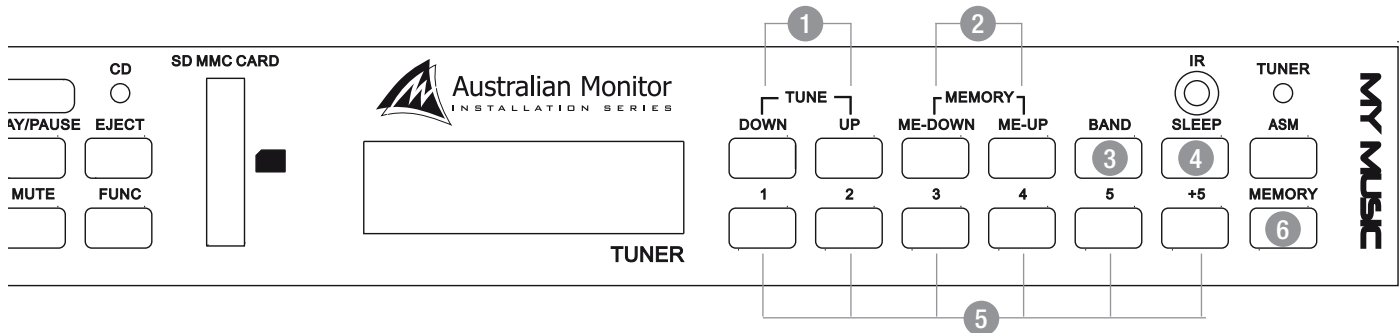 1 2
CD SD MMC CARD IR TUNER
Australian Monitor
INSTALLATION SERIES
TUNE MEMORY
AY/PAUSE EJECT DOWN UP ME-DOWN ME-UP BAND SLEEP ASM
3 4
MUTE FUNC 1 2 3 4 5 +5 MEMORY
6
TUNER
5
MY MUSIC